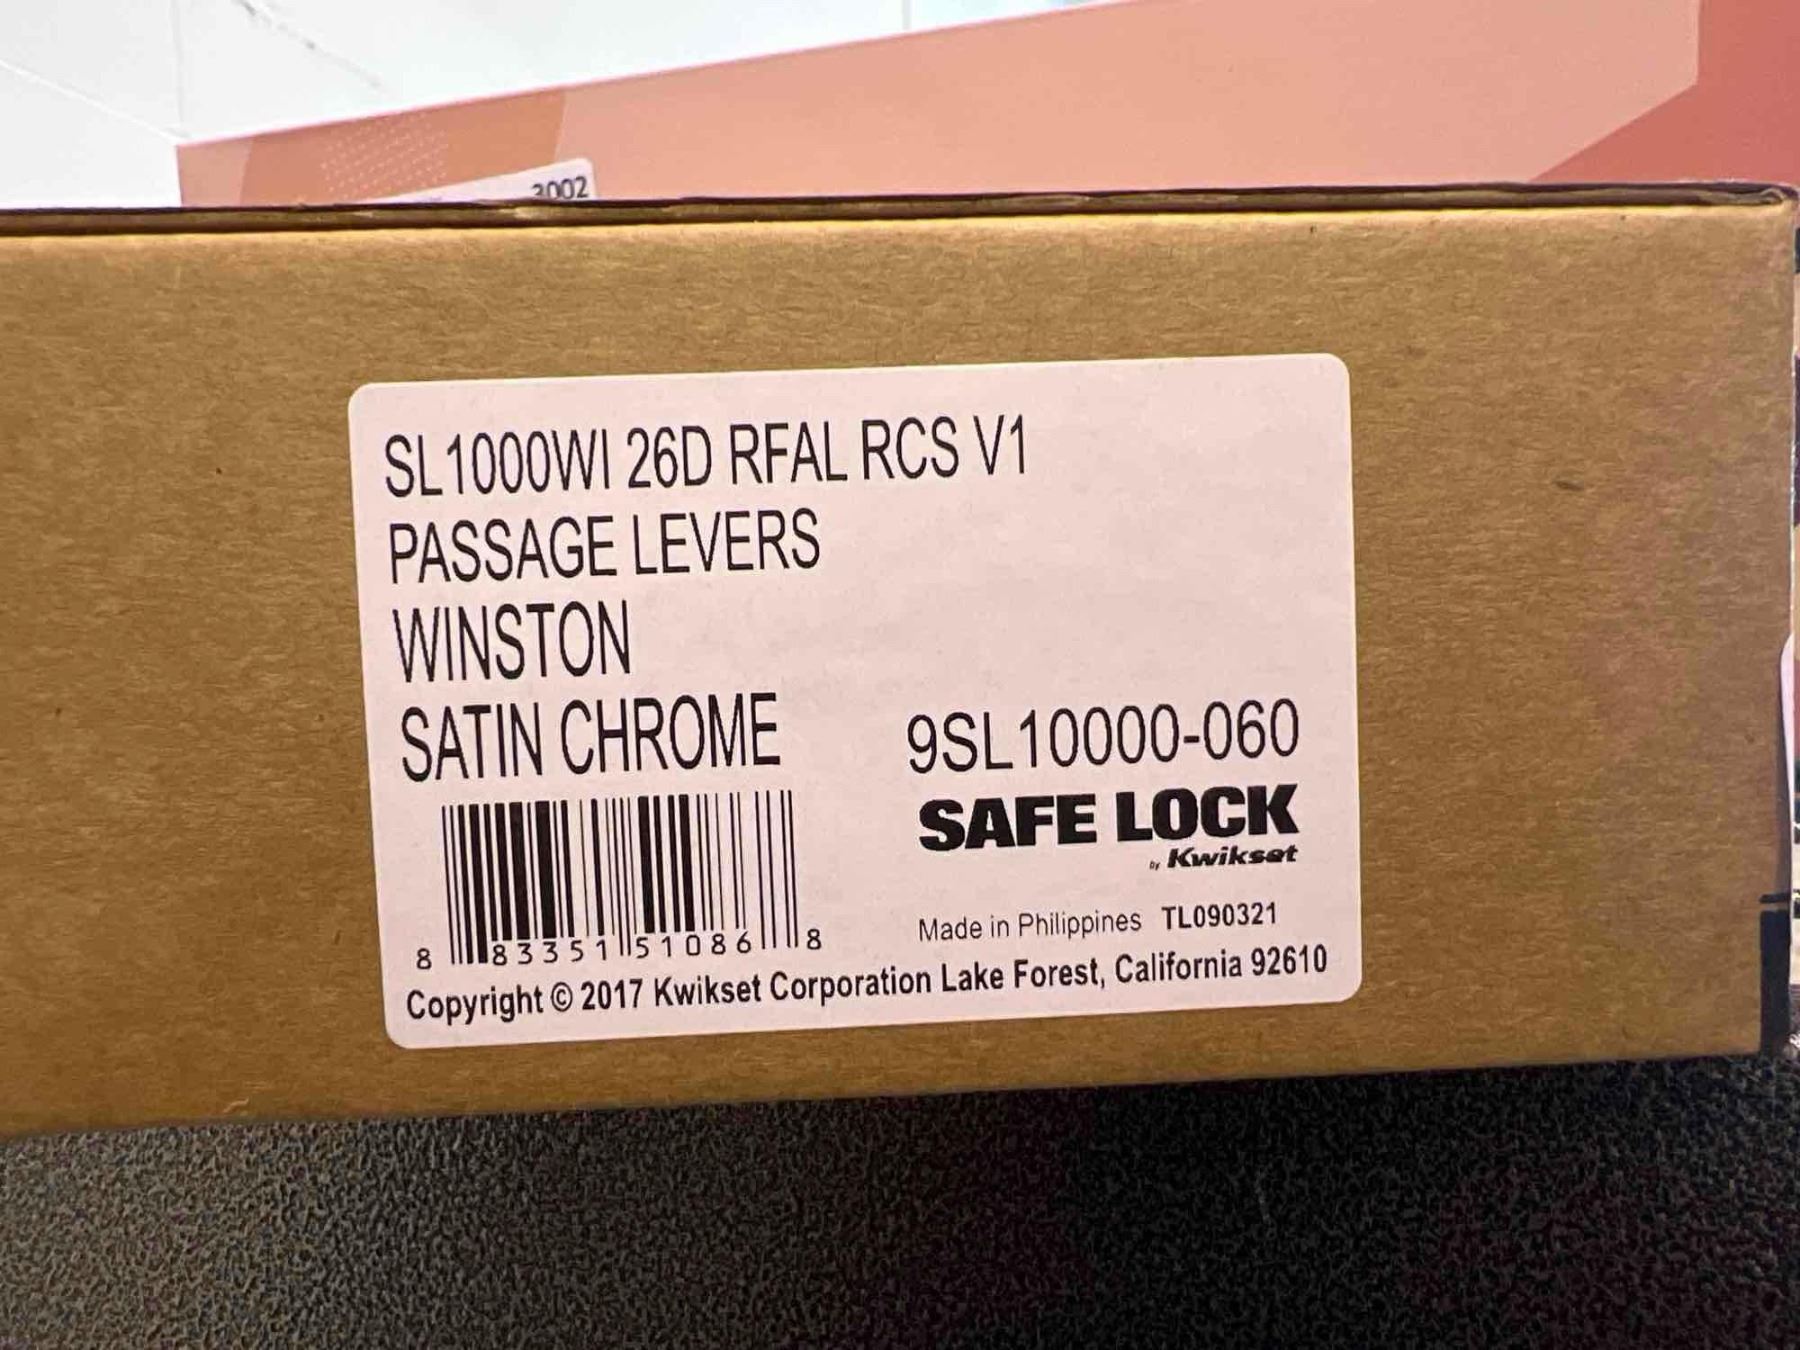 3002
SL1000WI 26D RFAL RCS V1
PASSAGE LEVERS
WINSTON
SATIN CHROME
9SL10000-060
SAFE LOCK
by Kwikset
8 83351 51086 8
Made in Philippines TL090321
Copyright © 2017 Kwikset Corporation Lake Forest, California 92610